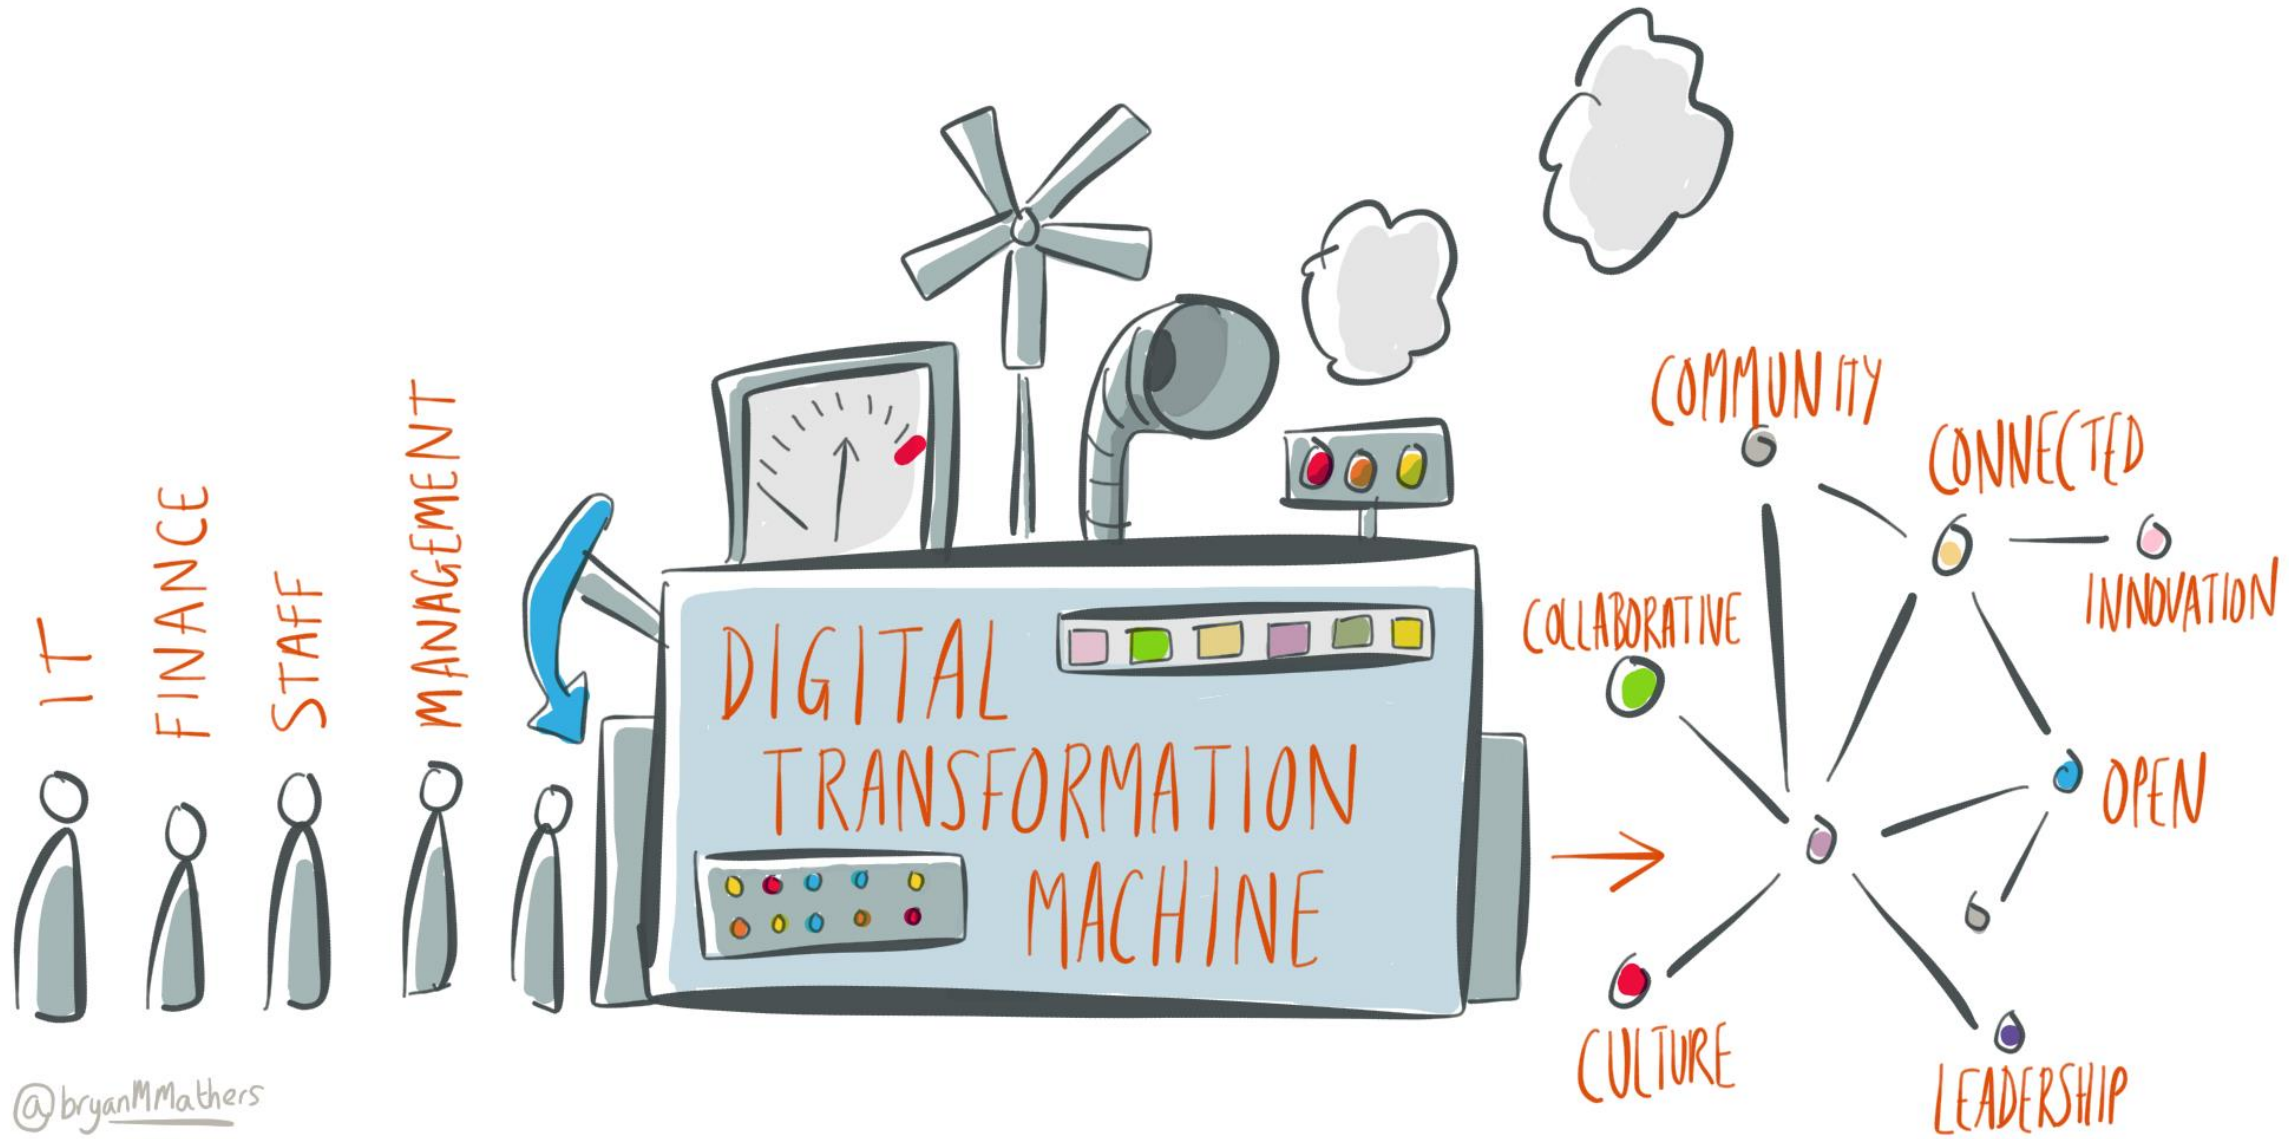 IT
FINANCE
STAFF
MANAGEMENT
DIGITAL
TRANSFORMATION
MACHINE
COMMUNITY
CONNECTED
INNOVATION
COLLABORATIVE
OPEN
CULTURE
LEADERSHIP
@bryanMMathers